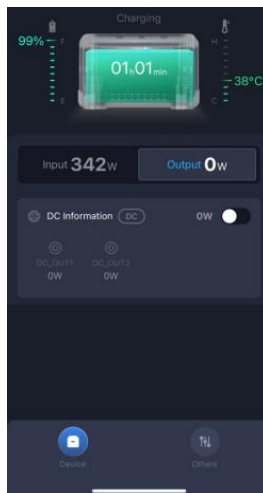 Charging
99%
F
H
01h01min
38°C
E
C
Input 342w
Output 0w
DC Information DC 0W
DC_OUT1 DC_OUT2
0W 0W
Device Others